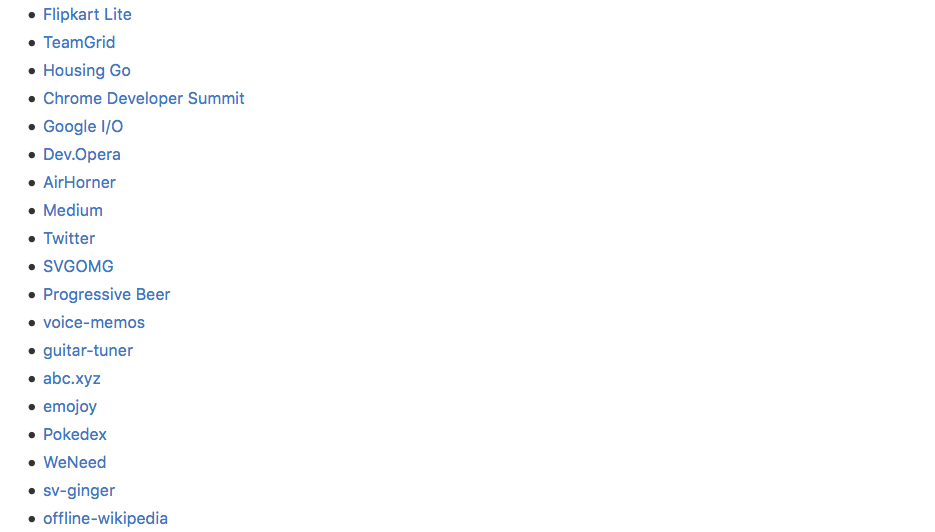 Flipkart Lite
TeamGrid
Housing Go
Chrome Developer Summit
Google I/O
Dev.Opera
AirHorner
Medium
Twitter
SVGOMG
Progressive Beer
voice-memos
guitar-tuner
abc.xyz
emojoy
Pokedex
WeNeed
sv-ginger
offline-wikipedia